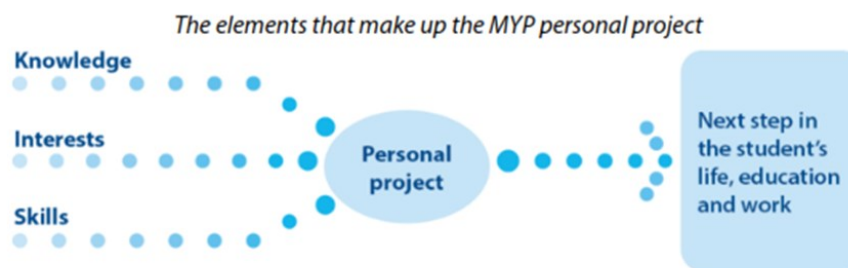 The elements that make up the MYP personal project
Knowledge
Interests
Skills
Personal
project
Next step in
the student's
life, education
and work